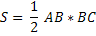 S = 1/2 AB * BC